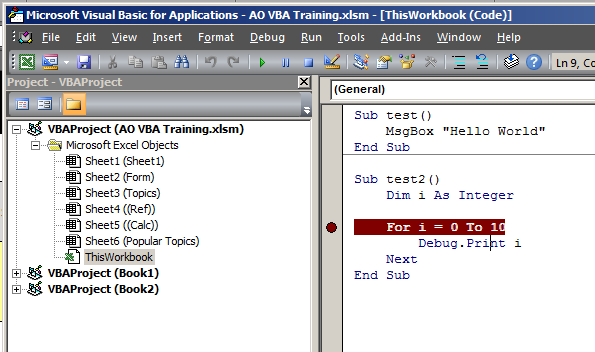 Microsoft Visual Basic for Applications - AO VBA Training.xlsm - [ThisWorkbook (Code)]
File Edit View Insert Format Debug Run Tools Add-Ins Window Help
Ln 9, Co
Project - VBAProject
(General)
VBAProject (AO VBA Training.xlsm)
Microsoft Excel Objects
Sheet1 (Sheet1)
Sheet2 (Form)
Sheet3 (Topics)
Sheet4 ((Ref))
Sheet5 ((Calc))
Sheet6 (Popular Topics)
ThisWorkbook
VBAProject (Book1)
VBAProject (Book2)
Sub test()
MsgBox "Hello World"
End Sub
Sub test2()
Dim i As Integer
For i = 0 To 10
Debug.Print i
Next
End Sub